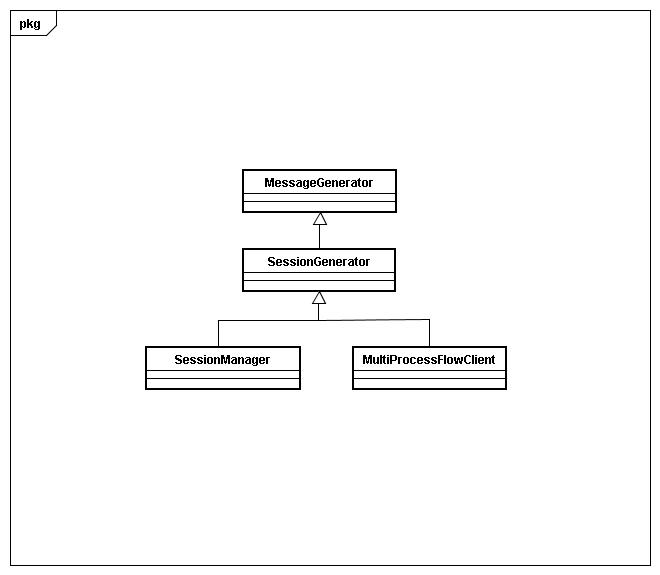 pkg
MessageGenerator
SessionGenerator
SessionManager
MultiProcessFlowClient